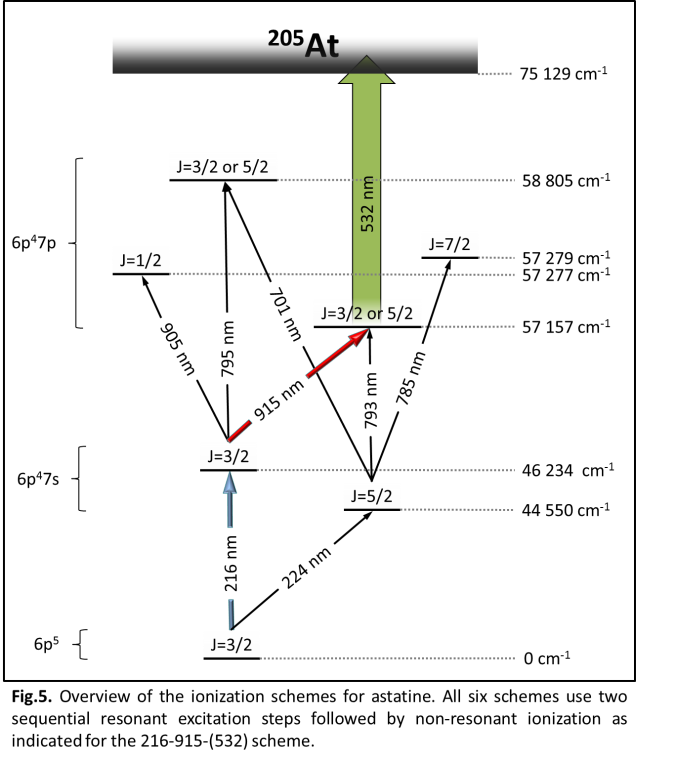 ²⁰⁵At
75 129 cm⁻¹
J=3/2 or 5/2
58 805 cm⁻¹
532 nm
6p⁴7p
J=7/2
J=1/2
57 279 cm⁻¹
57 277 cm⁻¹
701 nm
J=3/2 or 5/2
57 157 cm⁻¹
905 nm
795 nm
915 nm
793 nm
785 nm
J=3/2
46 234 cm⁻¹
6p⁴7s
J=5/2
44 550 cm⁻¹
216 nm
224 nm
6p⁵
J=3/2
0 cm⁻¹
Fig.5. Overview of the ionization schemes for astatine. All six schemes use two
sequential resonant excitation steps followed by non-resonant ionization as
indicated for the 216-915-(532) scheme.